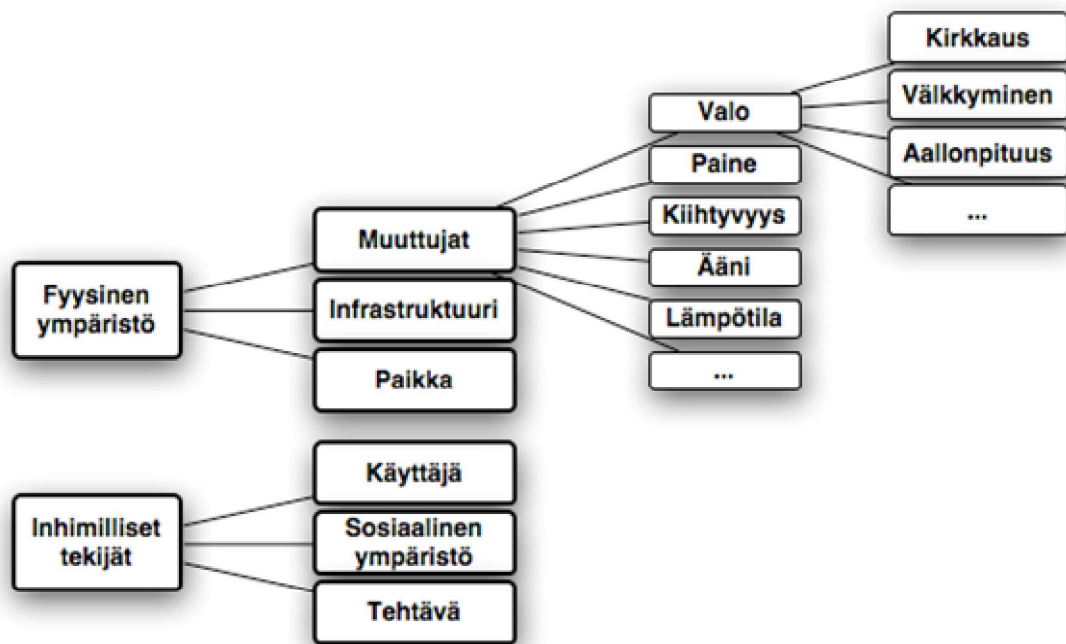 Fyysinen
ympäristö
Muuttujat
Infrastruktuuri
Paikka
Valo
Paine
Kiihtyvyys
Ääni
Lämpötila
...
Kirkkaus
Välkkyminen
Aallonpituus
...
Inhimilliset
tekijät
Käyttäjä
Sosiaalinen
ympäristö
Tehtävä